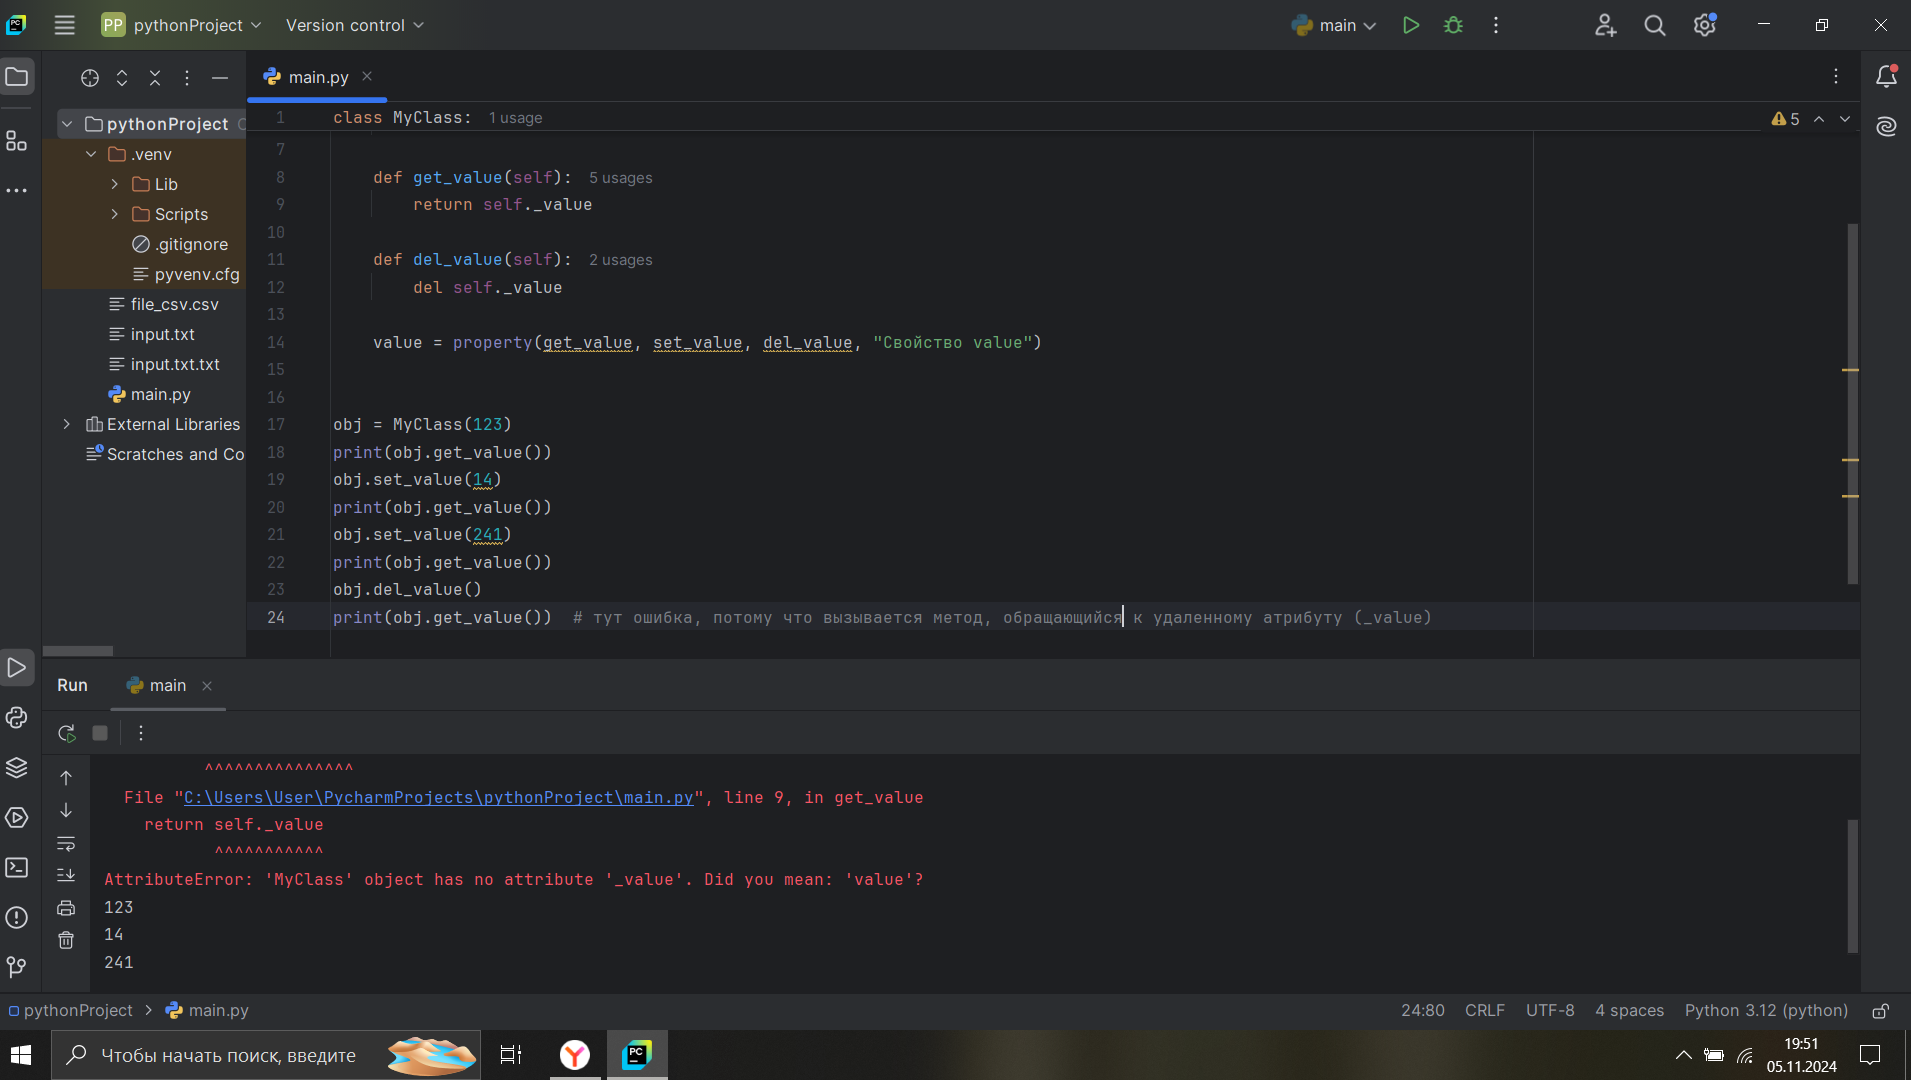 PP pythonProject Version control main
main.py
pythonProject
.venv
Lib
Scripts
.gitignore
pyvenv.cfg
file_csv.csv
input.txt
input.txt.txt
main.py
External Libraries
Scratches and Co
1 class MyClass: 1 usage
5
7
8 def get_value(self): 5 usages
9 return self._value
10
11 def del_value(self): 2 usages
12 del self._value
13
14 value = property(get_value, set_value, del_value, "Свойство value")
15
16
17 obj = MyClass(123)
18 print(obj.get_value())
19 obj.set_value(14)
20 print(obj.get_value())
21 obj.set_value(241)
22 print(obj.get_value())
23 obj.del_value()
24 print(obj.get_value()) # тут ошибка, потому что вызывается метод, обращающийся к удаленному атрибуту (_value)
Run main
^^^^^^^^^^^^^^^
File "C:\Users\User\PycharmProjects\pythonProject\main.py", line 9, in get_value
return self._value
^^^^^^^^^^^
AttributeError: 'MyClass' object has no attribute '_value'. Did you mean: 'value'?
123
14
241
pythonProject > main.py 24:80 CRLF UTF-8 4 spaces Python 3.12 (python)
Чтобы начать поиск, введите
PC
19:51
05.11.2024